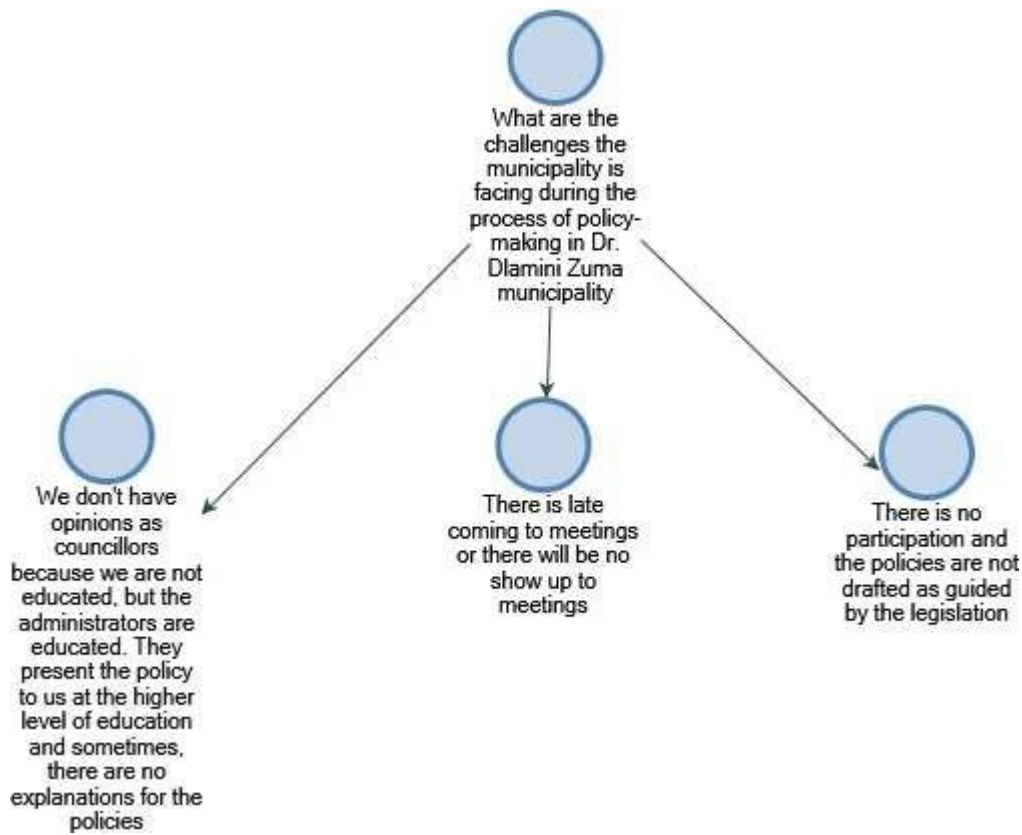 What are the
challenges the
municipality is
facing during the
process of policy-
making in Dr.
Dlamini Zuma
municipality
We don't have
opinions as
councillors
because we are not
educated, but the
administrators are
educated. They
present the policy
to us at the higher
level of education
and sometimes,
there are no
explanations for the
policies
There is late
coming to meetings
or there will be no
show up to
meetings
There is no
participation and
the policies are not
drafted as guided
by the legislation